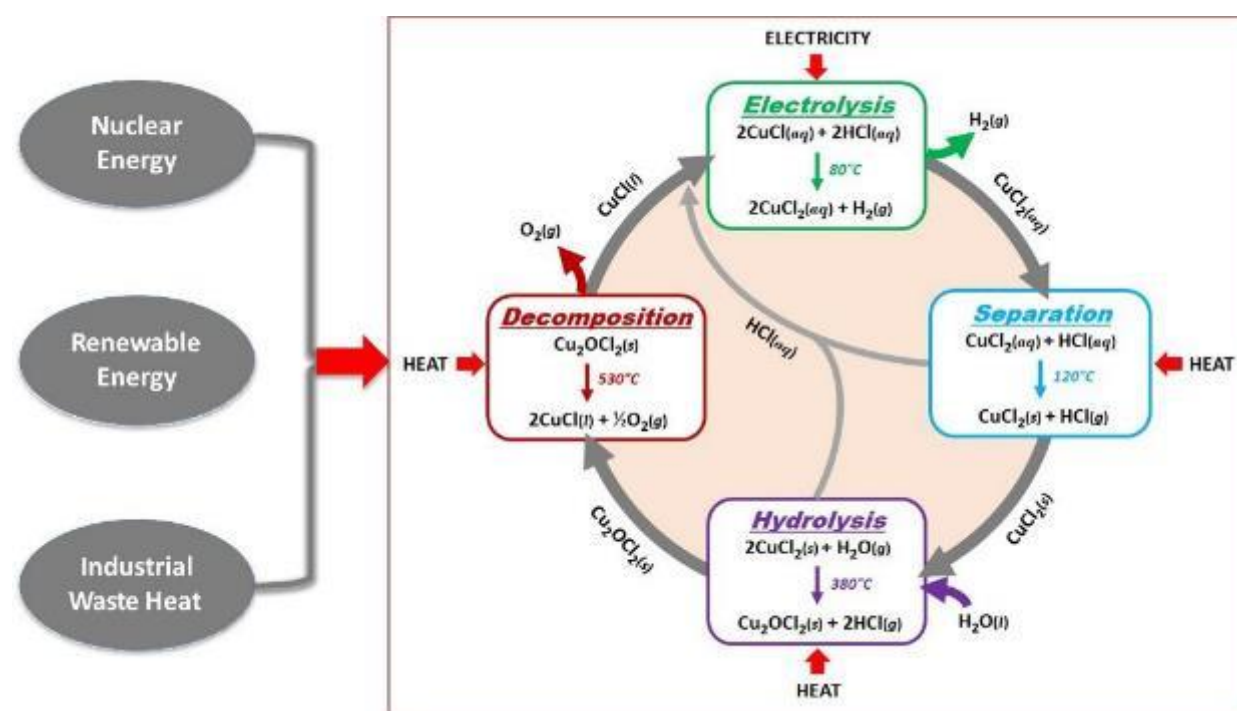 Nuclear
Energy
Renewable
Energy
Industrial
Waste Heat
ELECTRICITY
Electrolysis
2CuCl(aq) + 2HCl(aq)
80°C
2CuCl₂(aq) + H₂(g)
H₂(g)
CuCl₂(aq)
Separation
CuCl₂(aq) + HCl(aq)
120°C
CuCl₂(s) + HCl(g)
HEAT
CuCl₂(s)
Hydrolysis
2CuCl₂(s) + H₂O(g)
380°C
Cu₂OCl₂(s) + 2HCl(g)
H₂O(l)
HEAT
Cu₂OCl₂(s)
Decomposition
Cu₂OCl₂(s)
530°C
2CuCl(l) + ½O₂(g)
HEAT
O₂(g)
CuCl(l)
HCl(aq)